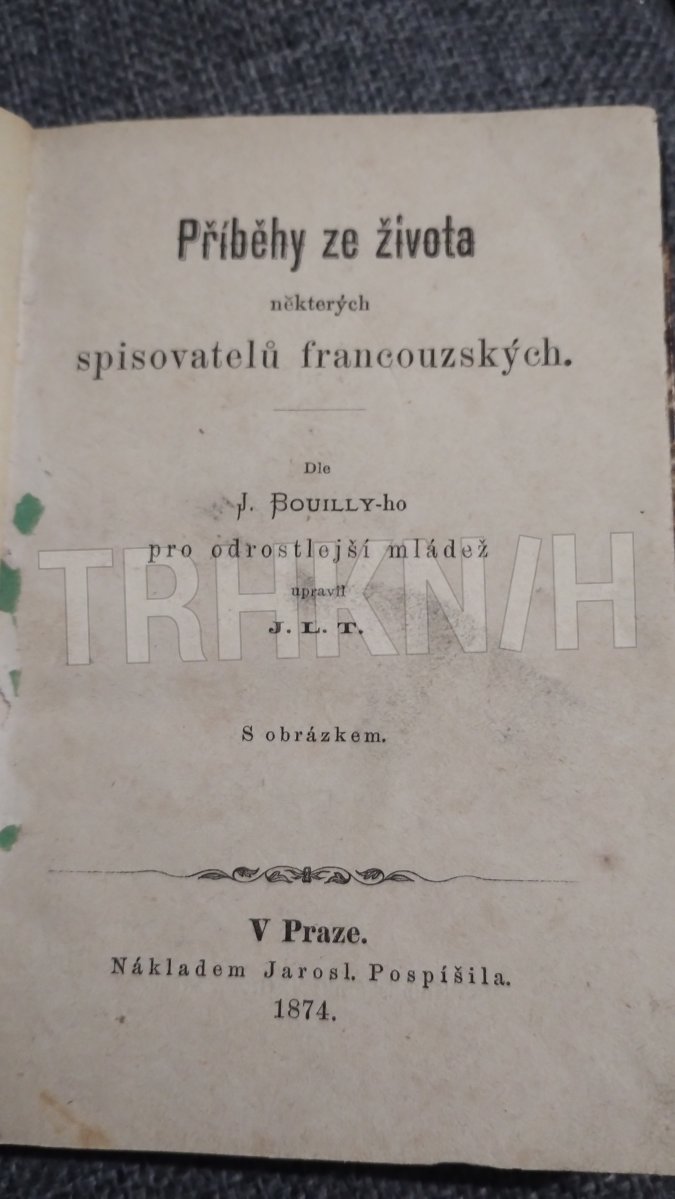 Příběhy ze života
některých
spisovatelů francouzských.
Dle
J. BOUILLY-ho
pro odrostlejší mládež
upravil
J. L. T.
TRHKNIH
S obrázkem.
V Praze.
Nákladem Jarosl. Pospíšila.
1874.